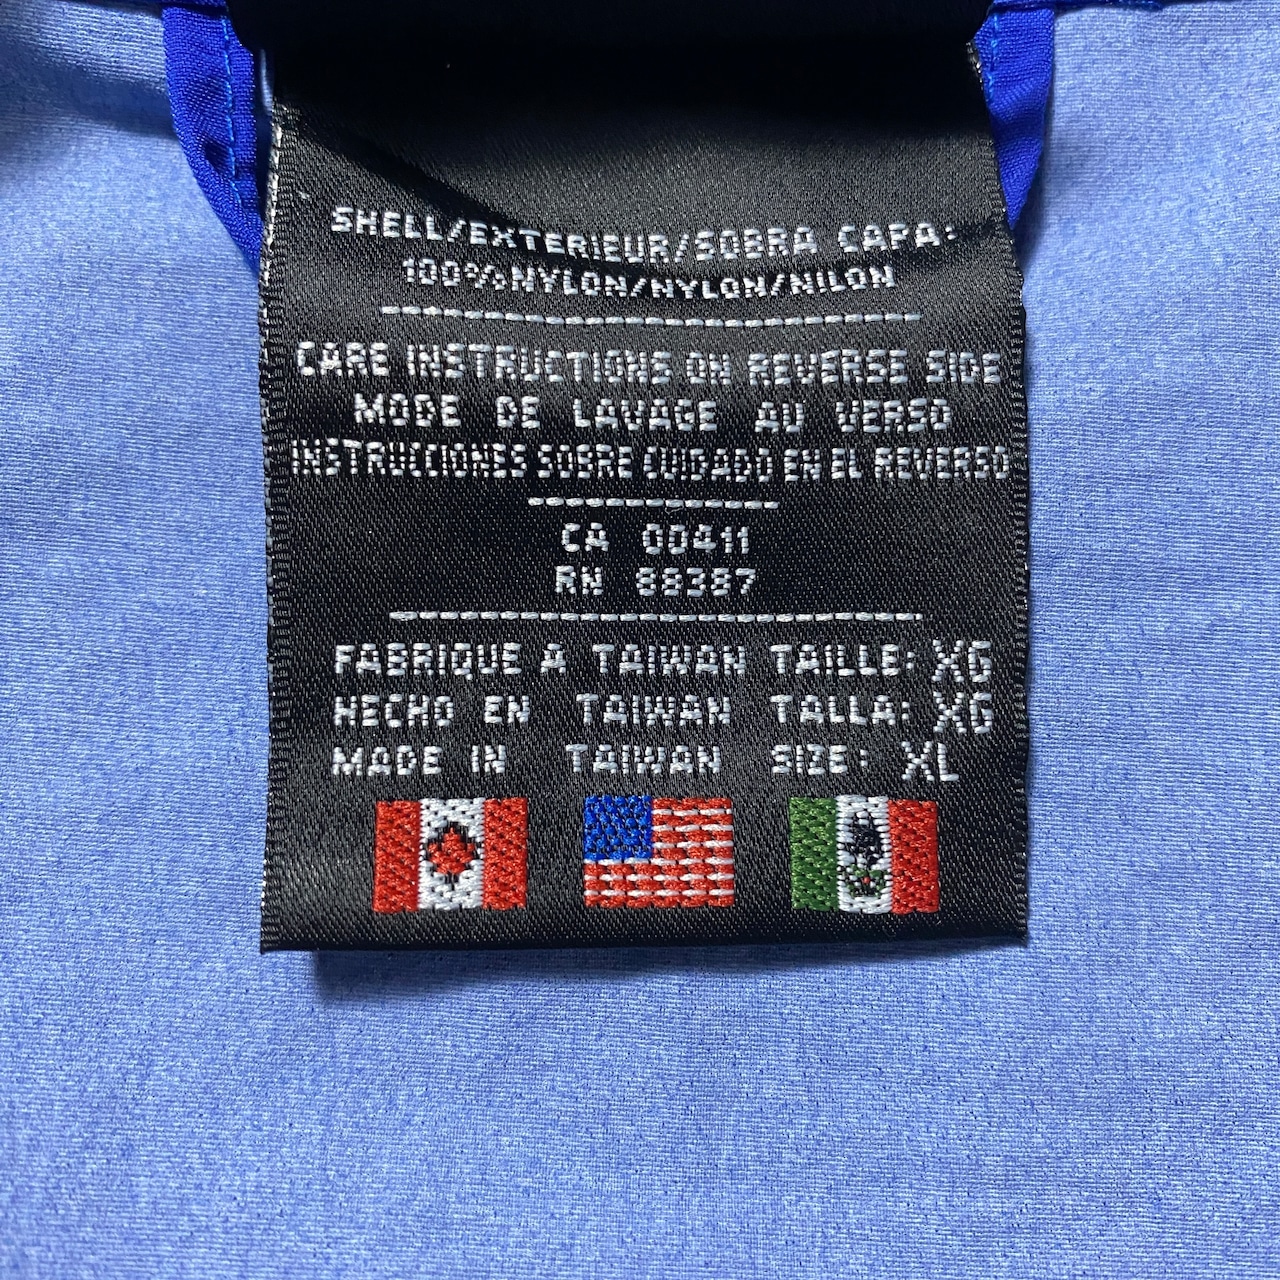 SHELL/EXTERIEUR/SOBRA CAPA:
100%NYLON/NYLON/NILON
CARE INSTRUCTIONS ON REVERSE SIDE
MODE DE LAVAGE AU VERSO
INSTRUCCIONES SOBRE CUIDADO EN EL REVERSO
CA 00411
RN 88387
FABRIQUE A TAIWAN TAILLE: XG
HECHO EN TAIWAN TALLA: XG
MADE IN TAIWAN SIZE: XL